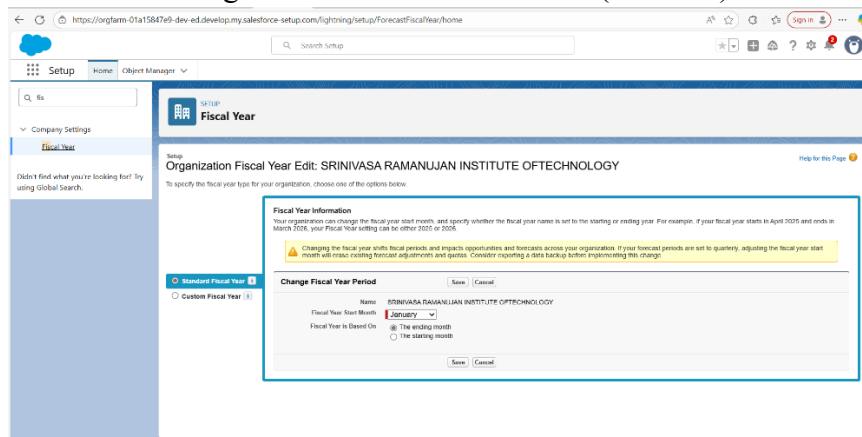 https://orgfarm-01a15847e9-dev-ed.develop.my.salesforce-setup.com/lightning/setup/ForecastFiscalYear/home
Sign in
Search Setup
2
Setup
Home
Object Manager
fis
Company Settings
Fiscal Year
Didn't find what you're looking for? Try
using Global Search.
SETUP
Fiscal Year
Setup
Organization Fiscal Year Edit: SRINIVASA RAMANUJAN INSTITUTE OFTECHNOLOGY
Help for this Page
To specify the fiscal year type for your organization, choose one of the options below.
Fiscal Year Information
Your organization can change the fiscal year start month, and specify whether the fiscal year name is set to the starting or ending year. For example, if your fiscal year starts in April 2025 and ends in
March 2026, your Fiscal Year setting can be either 2025 or 2026.
Changing the fiscal year shifts fiscal periods and impacts opportunities and forecasts across your organization. If your forecast periods are set to quarterly, adjusting the fiscal year start
month will erase existing forecast adjustments and quotas. Consider exporting a data backup before implementing this change.
Standard Fiscal Year
Custom Fiscal Year
Change Fiscal Year Period
Save Cancel
Name SRINIVASA RAMANUJAN INSTITUTE OFTECHNOLOGY
Fiscal Year Start Month January
Fiscal Year is Based On The ending month
The starting month
Save Cancel